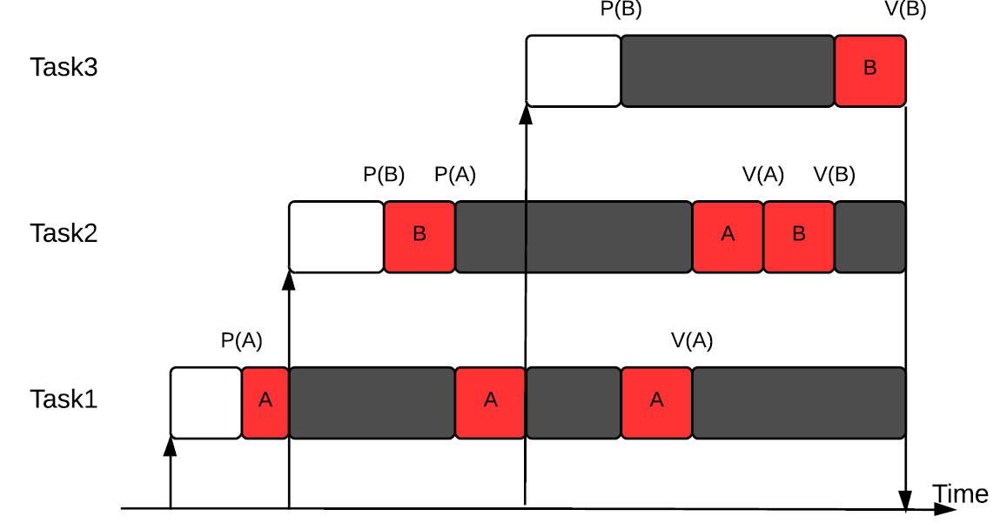 P(B) V(B)
Task3 B
P(B) P(A) V(A) V(B)
Task2 B A B
P(A) V(A)
Task1 A A A
Time